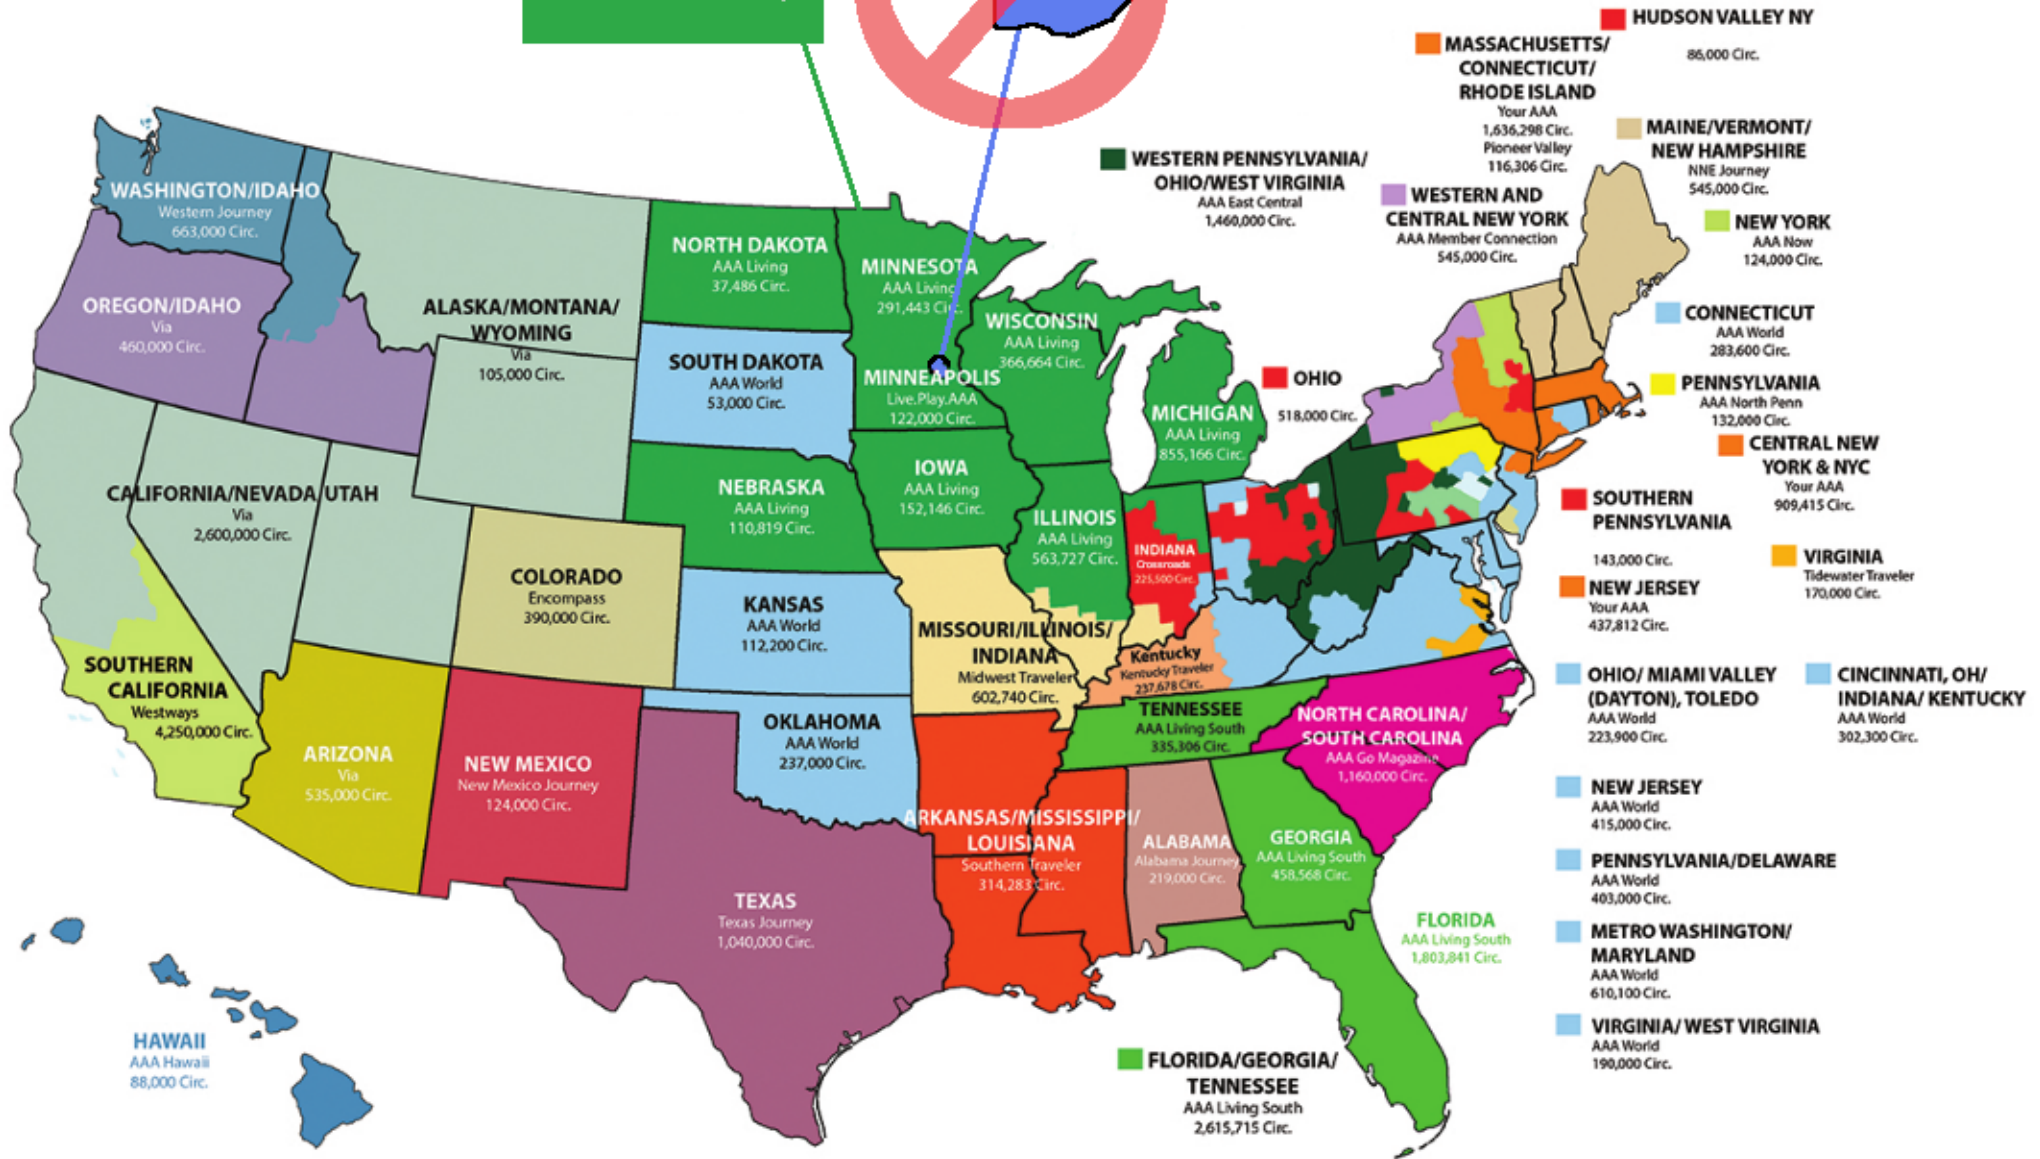 HUDSON VALLEY NY
86,000 Circ.
MASSACHUSETTS/
CONNECTICUT/
RHODE ISLAND
Your AAA
1,636,298 Circ.
Pioneer Valley
116,306 Circ.
MAINE/VERMONT/
NEW HAMPSHIRE
NNE Journey
545,000 Circ.
WESTERN PENNSYLVANIA/
OHIO/WEST VIRGINIA
AAA East Central
1,460,000 Circ.
WESTERN AND
CENTRAL NEW YORK
AAA Member Connection
545,000 Circ.
NEW YORK
AAA Now
124,000 Circ.
WASHINGTON/IDAHO
Western Journey
663,000 Circ.
OREGON/IDAHO
Via
460,000 Circ.
ALASKA/MONTANA/
WYOMING
Via
105,000 Circ.
NORTH DAKOTA
AAA Living
37,486 Circ.
MINNESOTA
AAA Living
291,443 Circ.
WISCONSIN
AAA Living
366,664 Circ.
SOUTH DAKOTA
AAA World
53,000 Circ.
MINNEAPOLIS
Live.Play.AAA
122,000 Circ.
MICHIGAN
AAA Living
855,166 Circ.
OHIO
518,000 Circ.
CONNECTICUT
AAA World
283,600 Circ.
PENNSYLVANIA
AAA North Penn
132,000 Circ.
CENTRAL NEW
YORK & NYC
Your AAA
909,415 Circ.
CALIFORNIA/NEVADA/UTAH
Via
2,600,000 Circ.
NEBRASKA
AAA Living
110,819 Circ.
IOWA
AAA Living
152,146 Circ.
ILLINOIS
AAA Living
563,727 Circ.
INDIANA
Crossroads
225,500 Circ.
SOUTHERN
PENNSYLVANIA
143,000 Circ.
VIRGINIA
Tidewater Traveler
170,000 Circ.
NEW JERSEY
Your AAA
437,812 Circ.
COLORADO
Encompass
390,000 Circ.
KANSAS
AAA World
112,200 Circ.
MISSOURI/ILLINOIS/
INDIANA
Midwest Traveler
602,740 Circ.
Kentucky
Kentucky Traveler
237,678 Circ.
SOUTHERN
CALIFORNIA
Westways
4,250,000 Circ.
ARIZONA
Via
535,000 Circ.
NEW MEXICO
New Mexico Journey
124,000 Circ.
OKLAHOMA
AAA World
237,000 Circ.
TENNESSEE
AAA Living South
335,306 Circ.
NORTH CAROLINA/
SOUTH CAROLINA
AAA Go Magazine
1,160,000 Circ.
OHIO/ MIAMI VALLEY
(DAYTON), TOLEDO
AAA World
223,900 Circ.
CINCINNATI, OH/
INDIANA/ KENTUCKY
AAA World
302,300 Circ.
NEW JERSEY
AAA World
415,000 Circ.
ARKANSAS/MISSISSIPPI/
LOUISIANA
Southern Traveler
314,283 Circ.
ALABAMA
Alabama Journey
219,000 Circ.
GEORGIA
AAA Living South
458,568 Circ.
PENNSYLVANIA/DELAWARE
AAA World
403,000 Circ.
TEXAS
Texas Journey
1,040,000 Circ.
FLORIDA
AAA Living South
1,803,841 Circ.
METRO WASHINGTON/
MARYLAND
AAA World
610,100 Circ.
VIRGINIA/ WEST VIRGINIA
AAA World
190,000 Circ.
HAWAII
AAA Hawaii
88,000 Circ.
FLORIDA/GEORGIA/
TENNESSEE
AAA Living South
2,615,715 Circ.